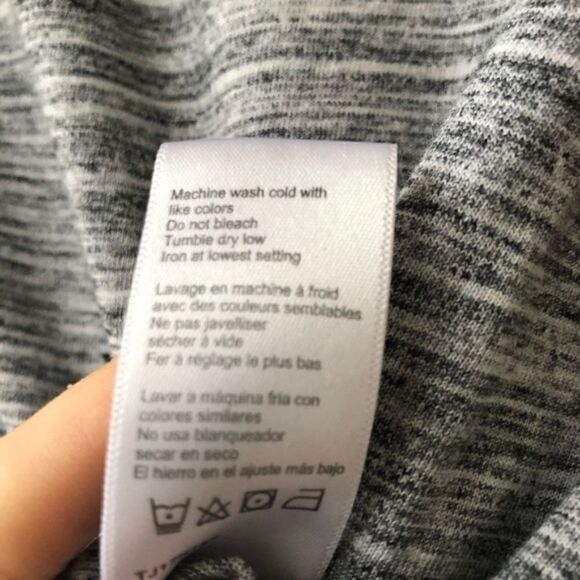 Machine wash cold with
like colors
Do not bleach
Tumble dry low
Iron at lowest setting
Lavage en machine à froid
avec des couleurs semblables
Ne pas javelliser
sécher à vide
Fer à réglage le plus bas
Lavar a máquina fria con
colores similares
No usa blanqueador
secar en seco
El hierro en el ajuste más bajo